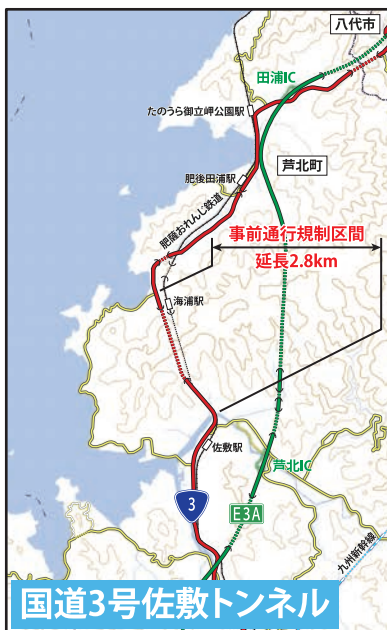 八代市
田浦IC
たのうら御立岬公園駅
芦北町
肥後田浦駅
肥薩おれんじ鉄道
事前通行規制区間
延長2.8km
海浦駅
佐敷駅
芦北IC
3
E3A
九州新幹線
国道3号佐敷トンネル